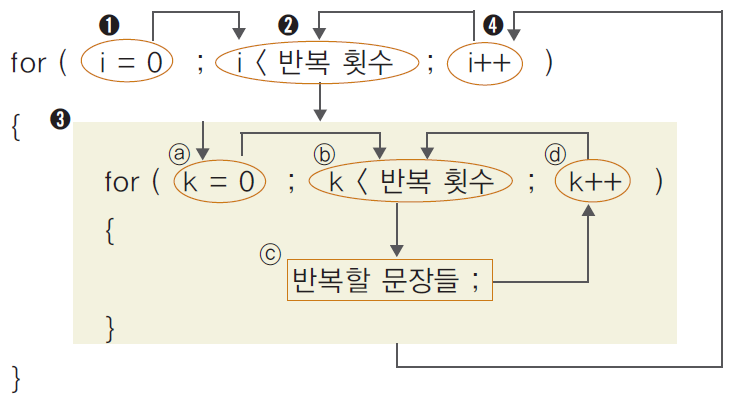 ❶ ❷ ❹
for ( i = 0 ; i < 반복 횟수 ; i++ )
{ ❸
ⓐ ⓑ ⓓ
for ( k = 0 ; k < 반복 횟수 ; k++ )
{
ⓒ
반복할 문장들 ;
}
}